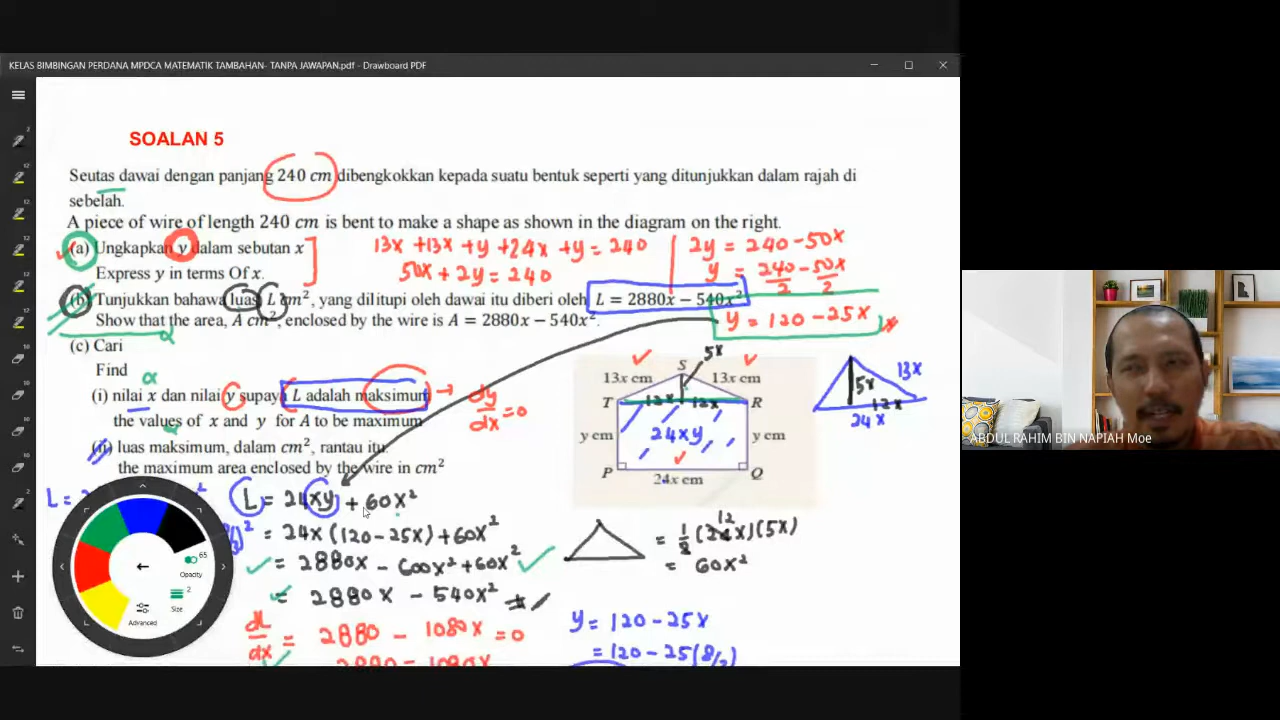 KELAS BIMBINGAN PERDANA MPDCA MATEMATIK TAMBAHAN- TANPA JAWAPAN.pdf - Drawboard PDF
SOALAN 5
Seutas dawai dengan panjang 240 cm dibengkokkan kepada suatu bentuk seperti yang ditunjukkan dalam rajah di
sebelah.
A piece of wire of length 240 cm is bent to make a shape as shown in the diagram on the right.
(a) Ungkapkan y dalam sebutan x
Express y in terms Of x.
13x + 13x + y + 24x + y = 240
50x + 2y = 240
2y = 240 - 50x
y = 240/2 - 50x/2
y = 120 - 25x
(b) Tunjukkan bahawa luas L cm², yang dilitupi oleh dawai itu diberi oleh L = 2880x − 540x²
Show that the area, A cm², enclosed by the wire is A = 2880x − 540x².
(c) Cari
Find
(i) nilai x dan nilai y supaya L adalah maksimum
dy/dx = 0
the values of x and y for A to be maximum
(ii) luas maksimum, dalam cm², rantau itu.
the maximum area enclosed by the wire in cm²
S
5x
13x cm
13x cm
T
12x
12x
R
y cm
24xy
y cm
P
24x cm
Q
13x
5x
12x
24x
ABDUL RAHIM BIN NAPIAH Moe
L = 24xy + 60x²
= 24x (120 - 25x) + 60x²
= 2880x - 600x² + 60x²
= 2880x - 540x²
= 1/2 (24x)(5x)
12
= 60x²
dL/dx = 2880 - 1080x = 0
y = 120 - 25x
= 120 - 25(8/3)
65
Opacity
2
Size
Advanced